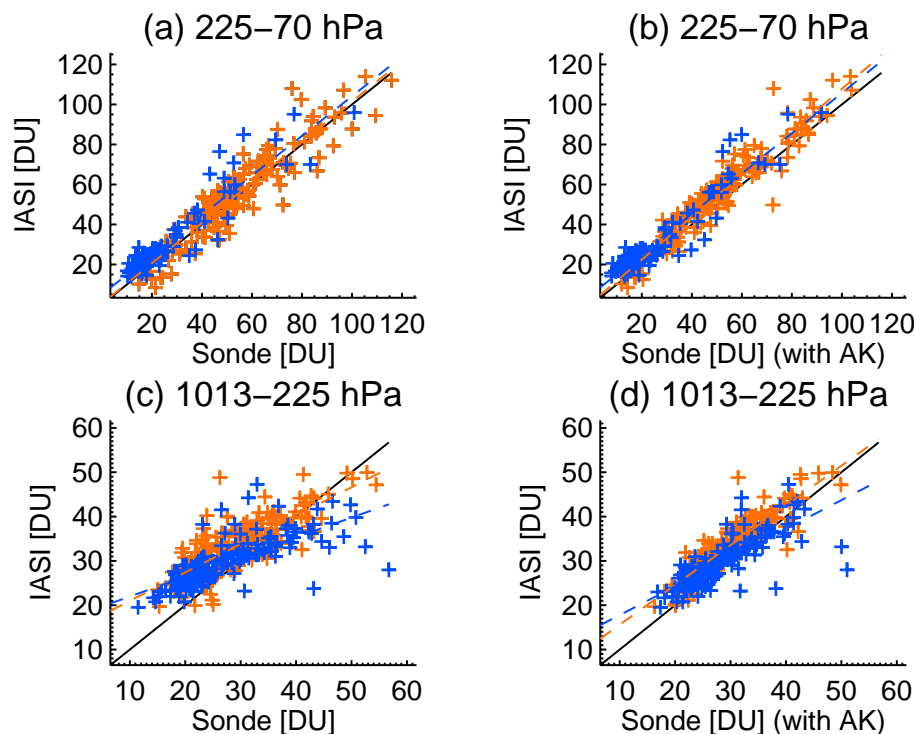 (a) 225–70 hPa
(b) 225–70 hPa
IASI [DU]
120
100
80
60
40
20
20 40 60 80 100 120
Sonde [DU]
IASI [DU]
120
100
80
60
40
20
20 40 60 80 100 120
Sonde [DU] (with AK)
(c) 1013–225 hPa
(d) 1013–225 hPa
IASI [DU]
60
50
40
30
20
10
10 20 30 40 50 60
Sonde [DU]
IASI [DU]
60
50
40
30
20
10
10 20 30 40 50 60
Sonde [DU] (with AK)